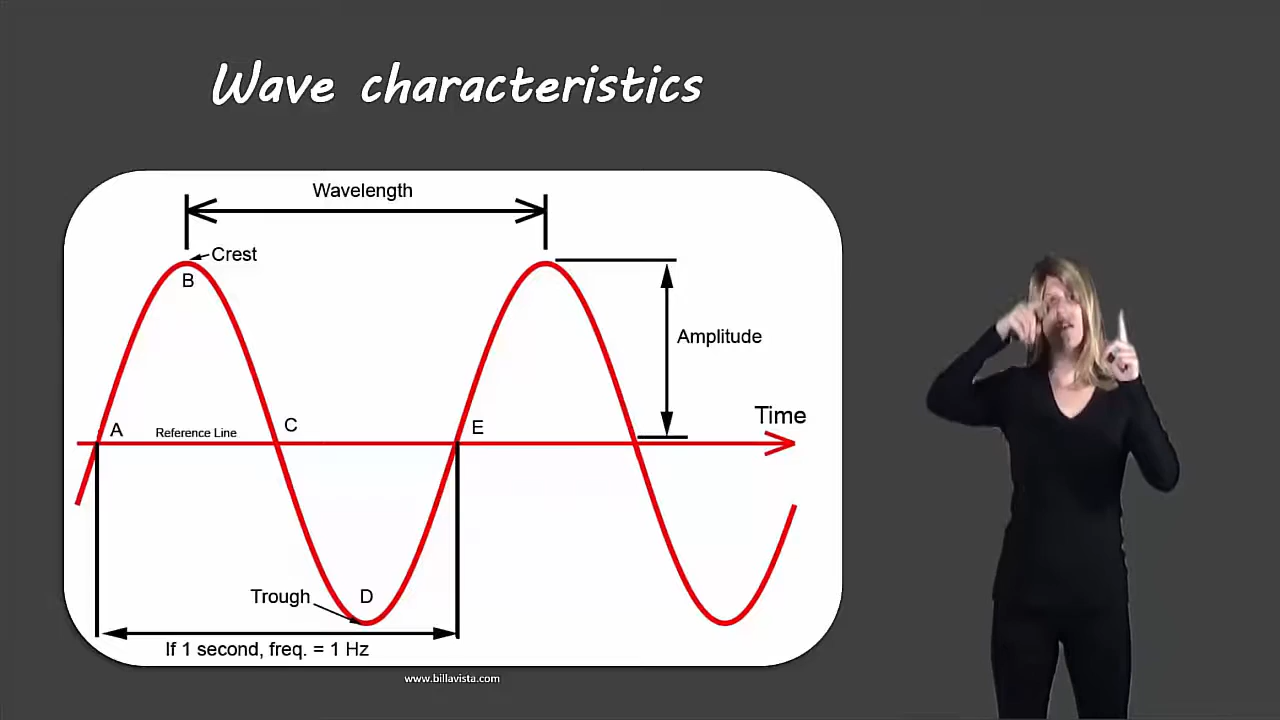 Wave characteristics
Wavelength
Crest
B
Amplitude
Time
A
Reference Line
C
E
Trough
D
If 1 second, freq. = 1 Hz
www.billavista.com